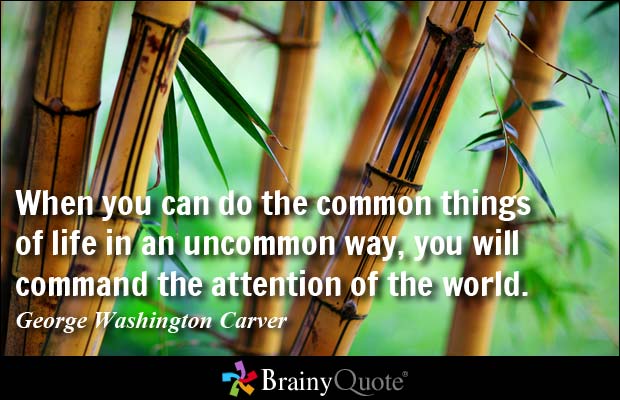 When you can do the common things
of life in an uncommon way, you will
command the attention of the world.
George Washington Carver
BrainyQuote®